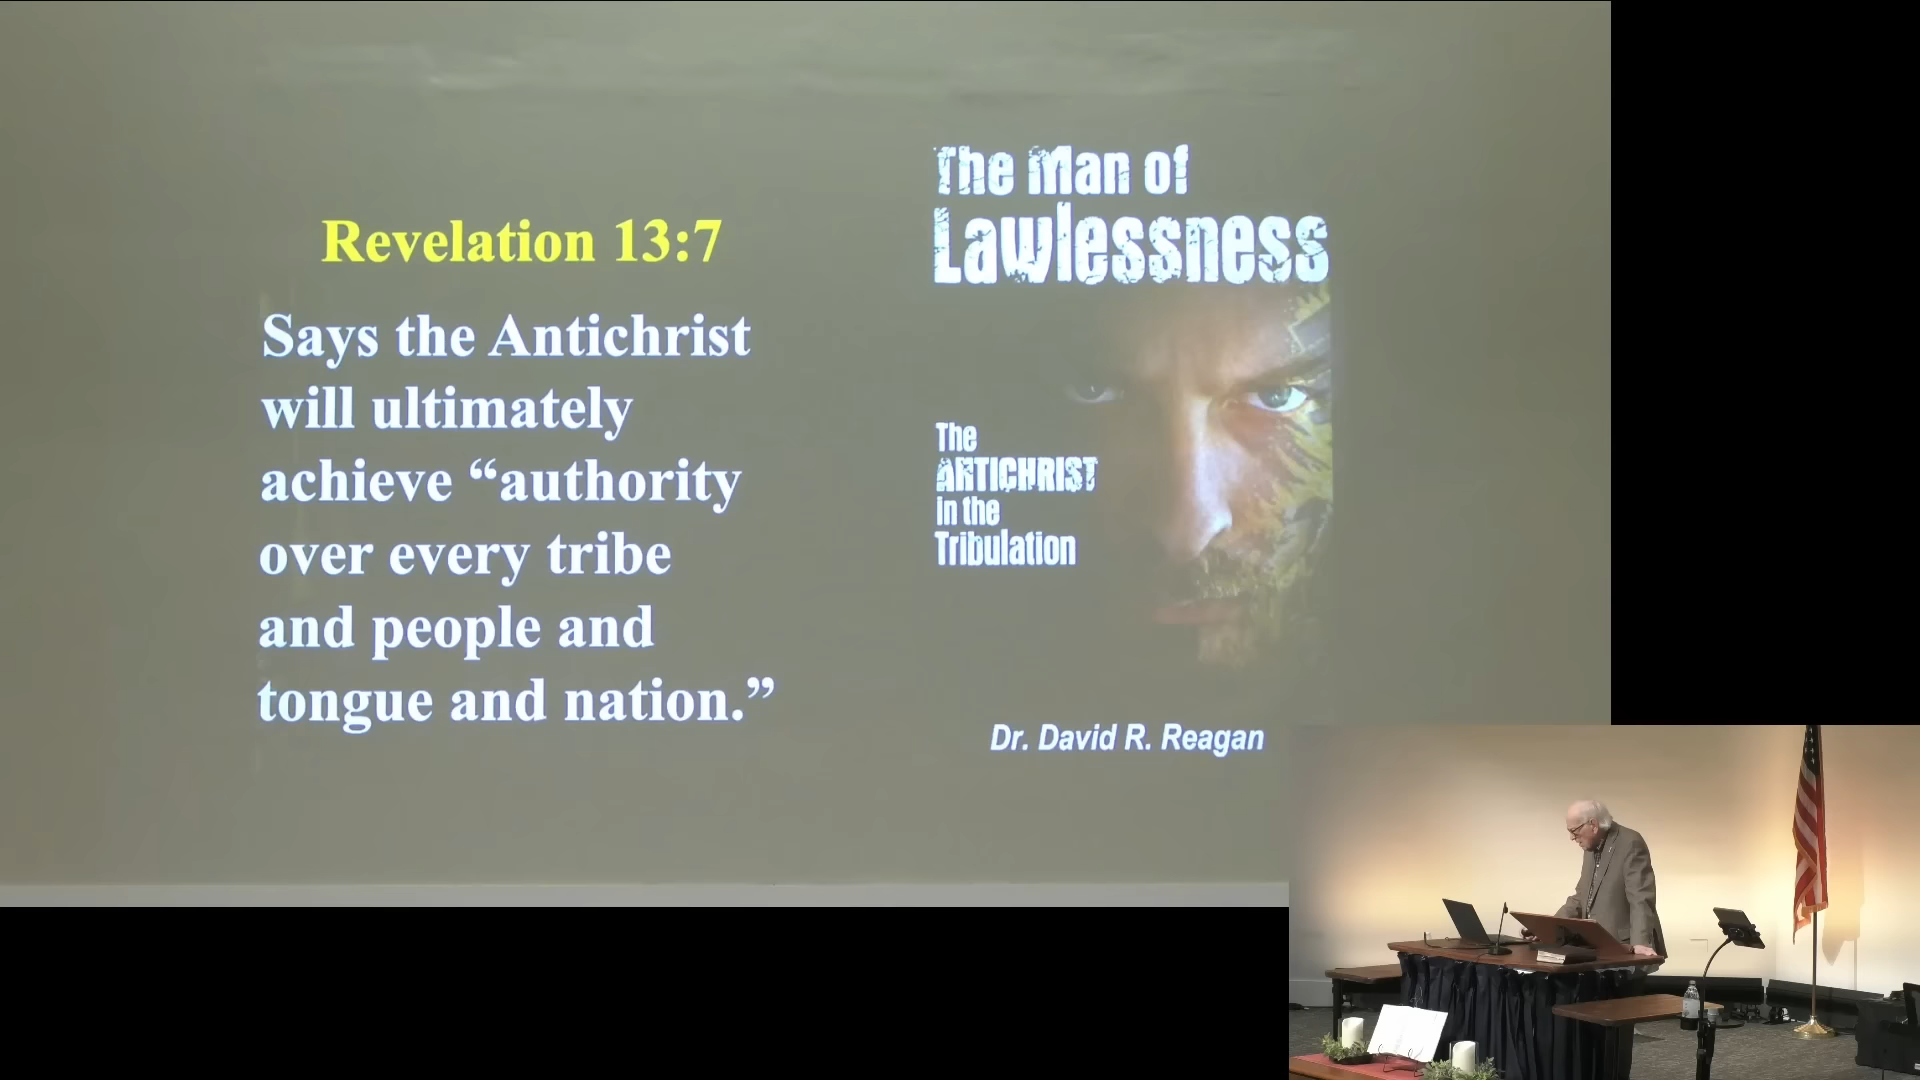 Revelation 13:7
Says the Antichrist
will ultimately
achieve “authority
over every tribe
and people and
tongue and nation.”
The Man of
Lawlessness
The
ANTICHRIST
in the
Tribulation
Dr. David R. Reagan